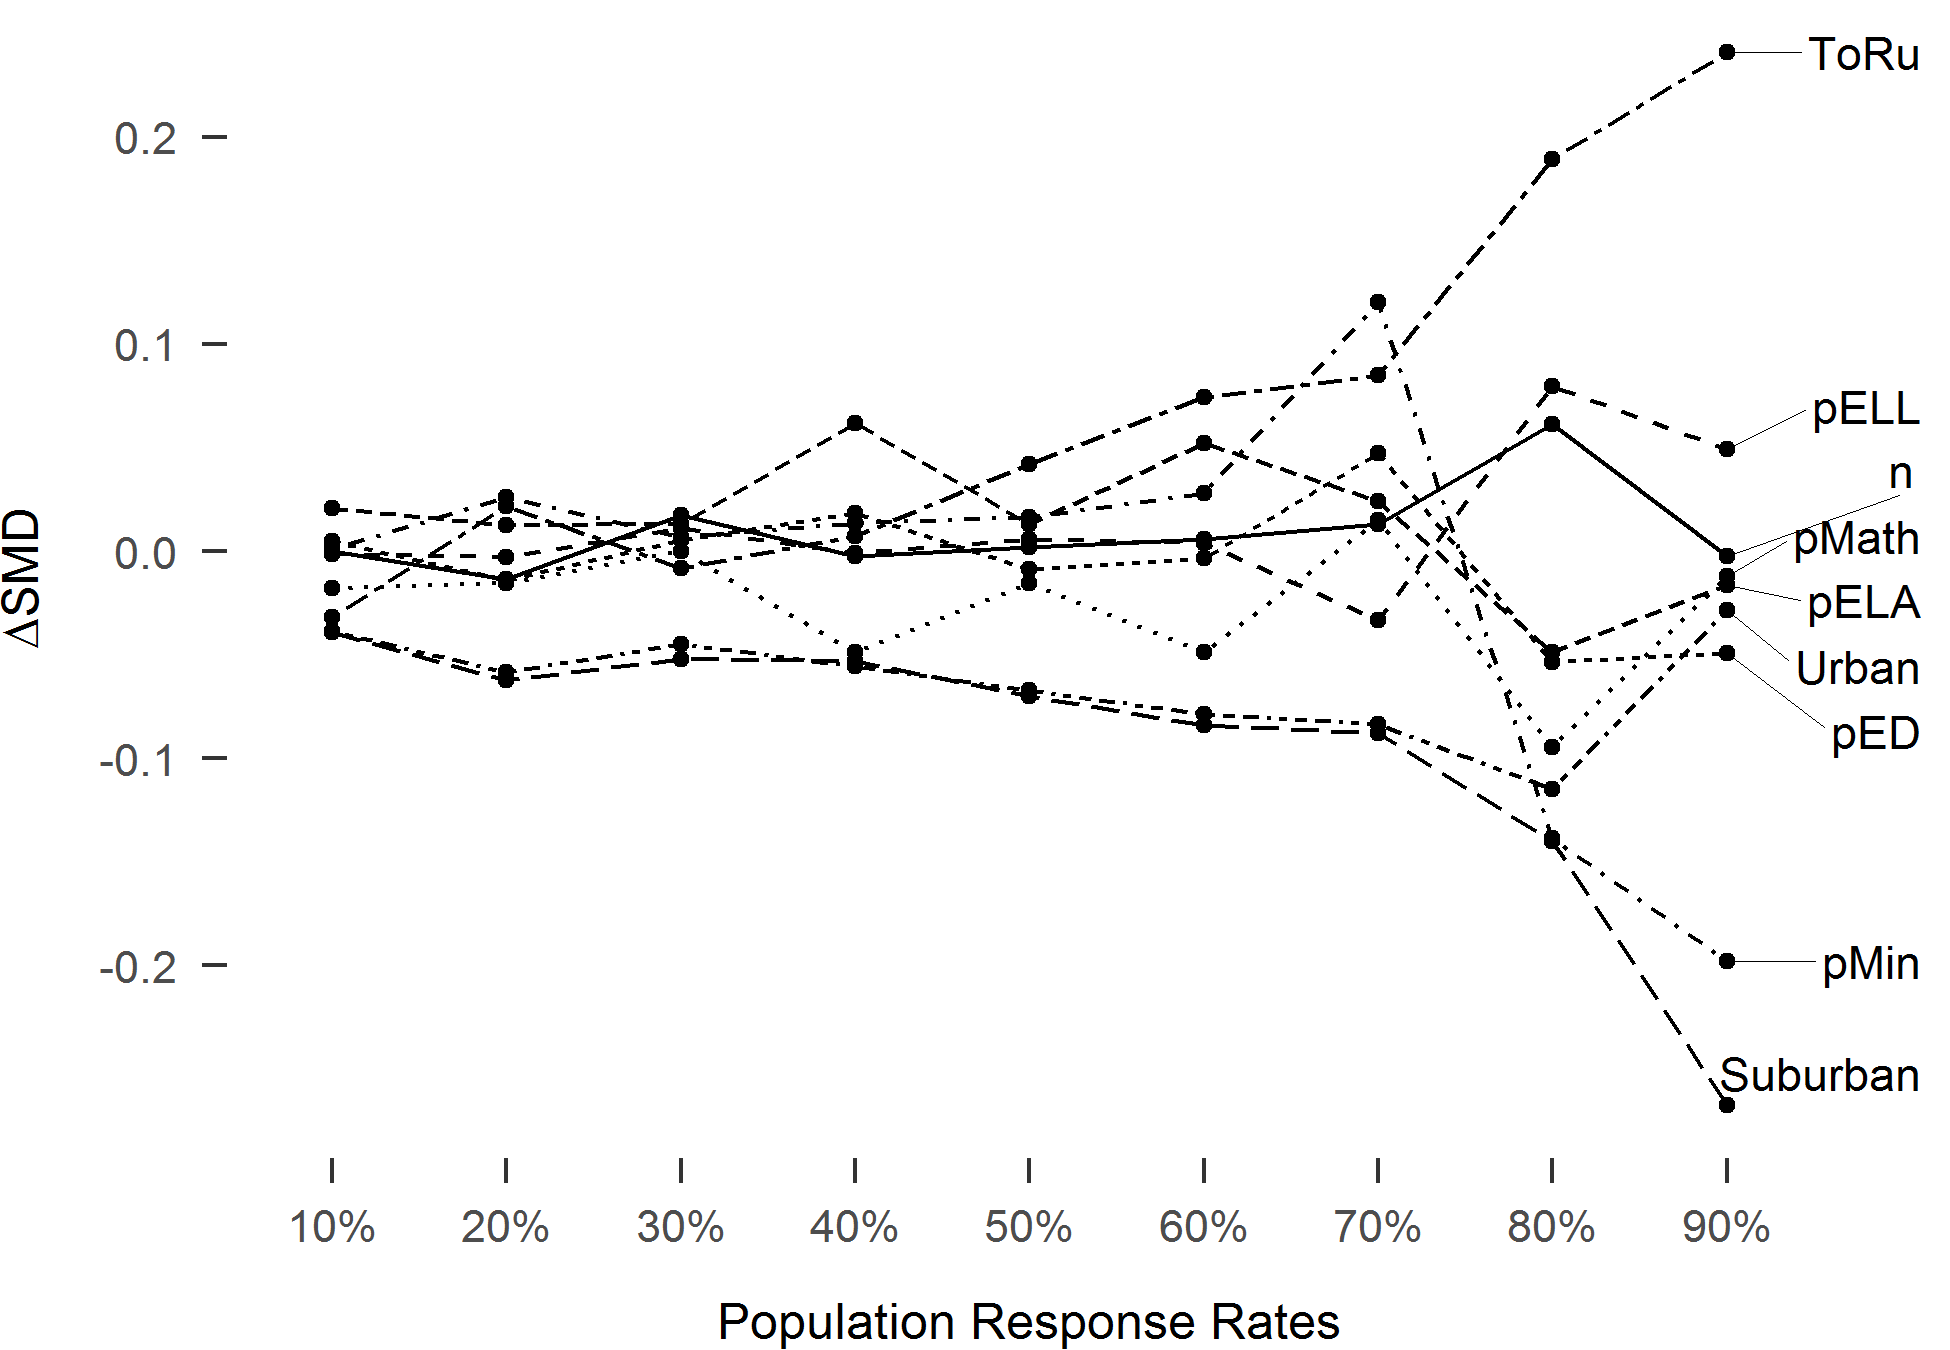 ToRu
0.2
0.1
pELL
n
0.0
pMath
pELA
ΔSMD
Urban
pED
-0.1
-0.2
pMin
Suburban
10% 20% 30% 40% 50% 60% 70% 80% 90%
Population Response Rates